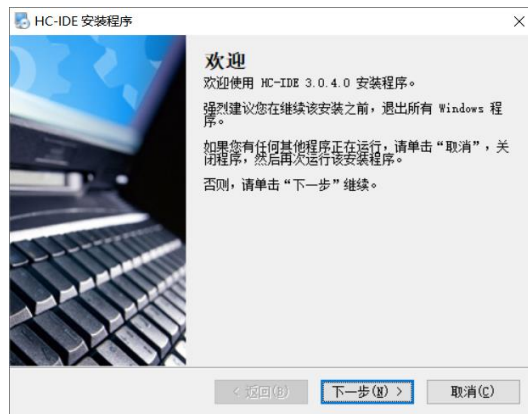 HC-IDE 安装程序
欢迎
欢迎使用 HC-IDE 3.0.4.0 安装程序。
强烈建议您在继续该安装之前，退出所有 Windows 程
序。
如果您有任何其他程序正在运行，请单击“取消”，关
闭程序，然后再次运行该安装程序。
否则，请单击“下一步”继续。
< 返回(B)
下一步(N) >
取消(C)